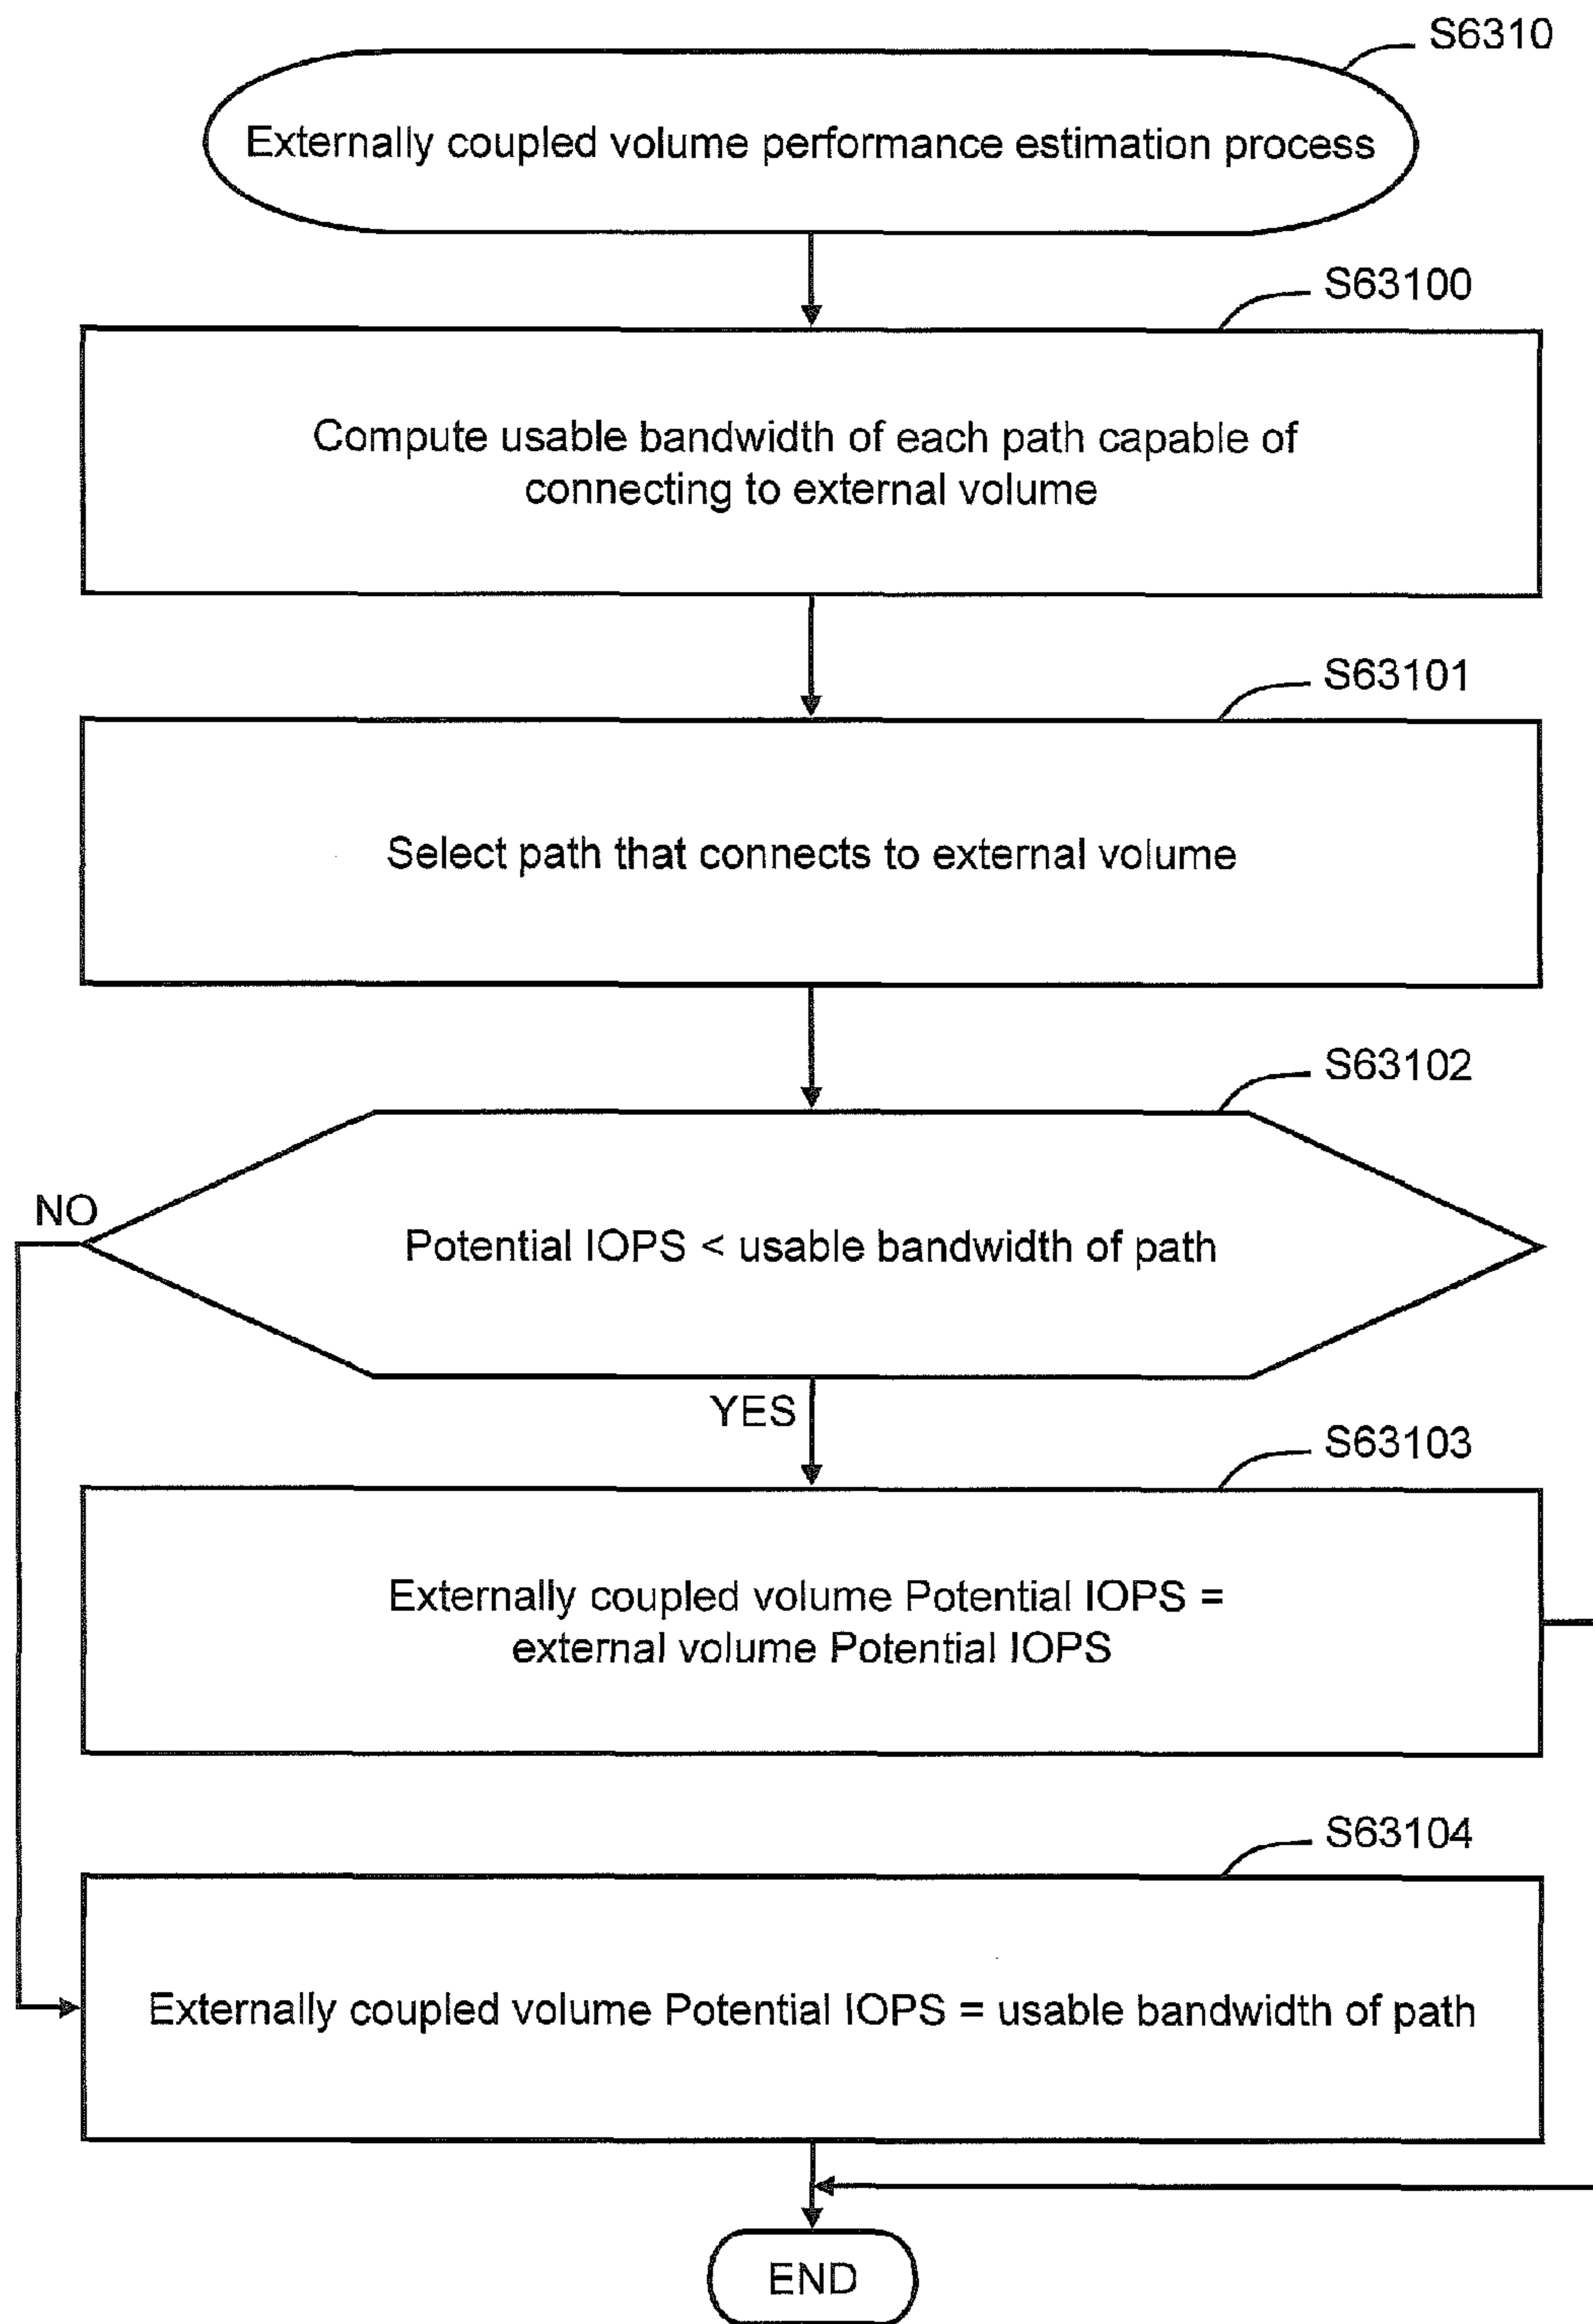 S6310
Externally coupled volume performance estimation process
S63100
Compute usable bandwidth of each path capable of
connecting to external volume
S63101
Select path that connects to external volume
S63102
NO
Potential IOPS < usable bandwidth of path
YES
S63103
Externally coupled volume Potential IOPS =
external volume Potential IOPS
S63104
Externally coupled volume Potential IOPS = usable bandwidth of path
END